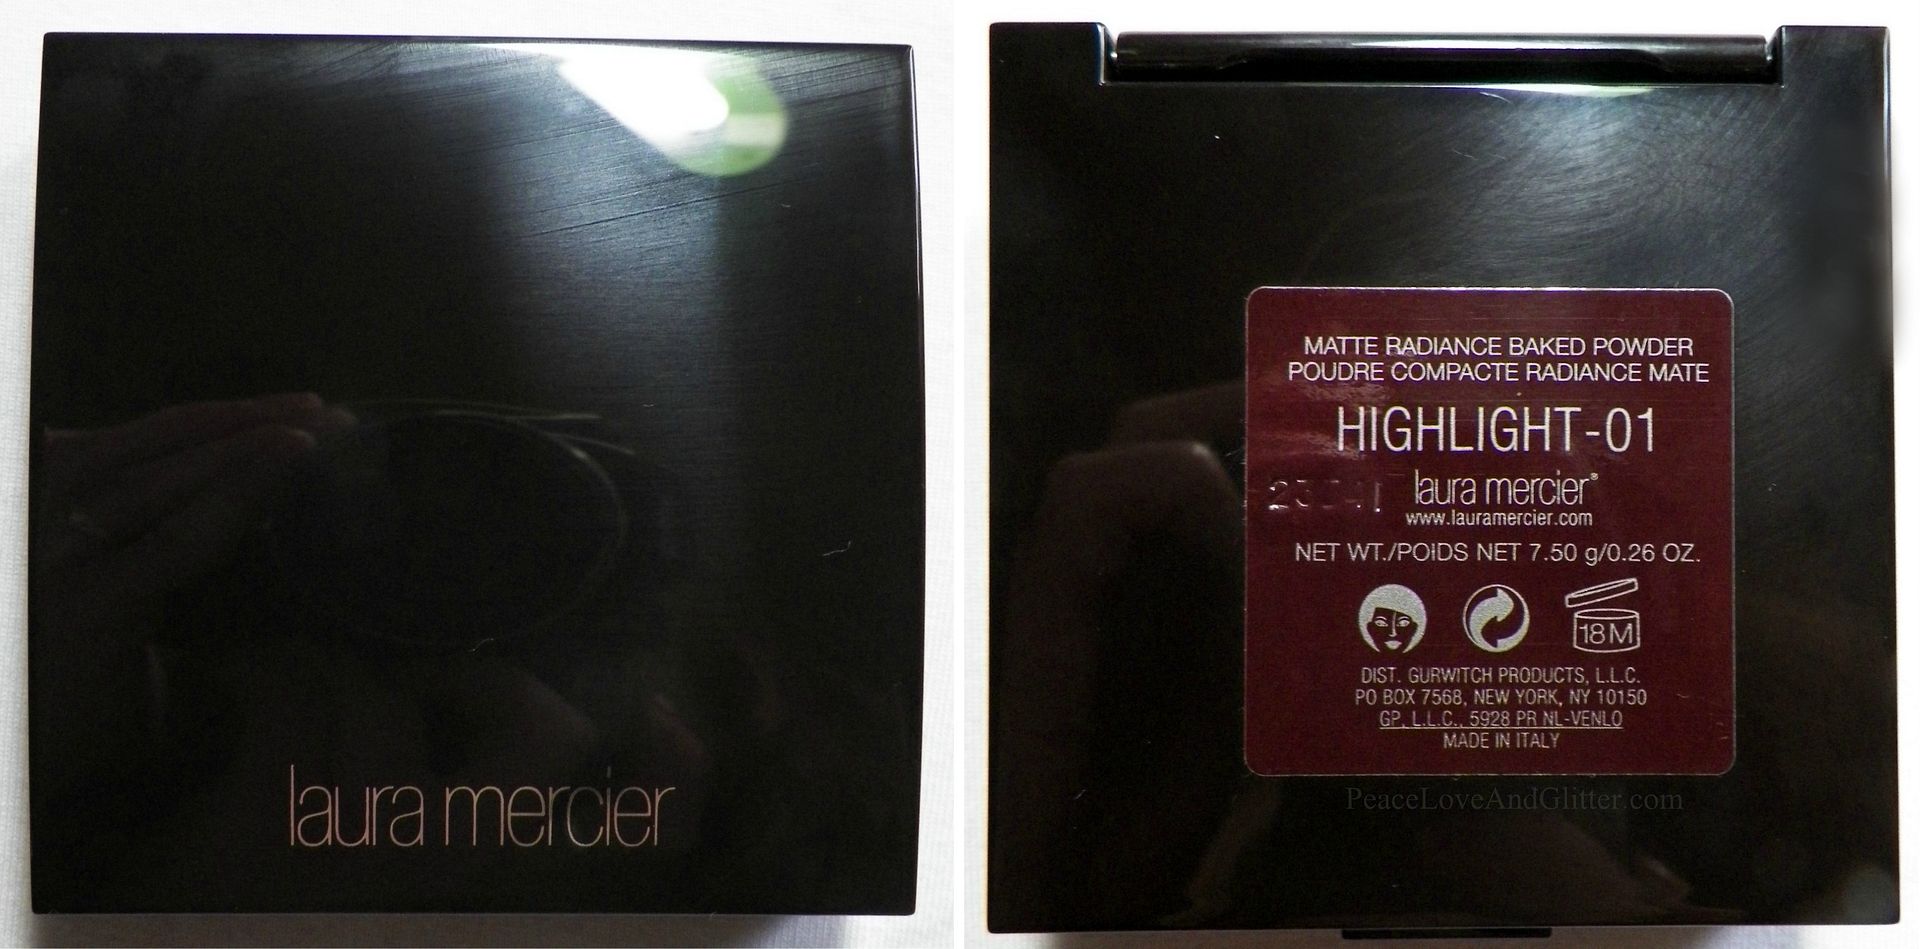 laura mercier
MATTE RADIANCE BAKED POWDER
POUDRE COMPACTE RADIANCE MATE
HIGHLIGHT-01
laura mercier®
www.lauramercier.com
NET WT./POIDS NET 7.50 g/0.26 OZ.
18M
DIST. GURWITCH PRODUCTS, L.L.C.
PO BOX 7568, NEW YORK, NY 10150
GP, L.L.C., 5928 PR NL-VENLO
MADE IN ITALY
PeaceLoveAndGlitter.com